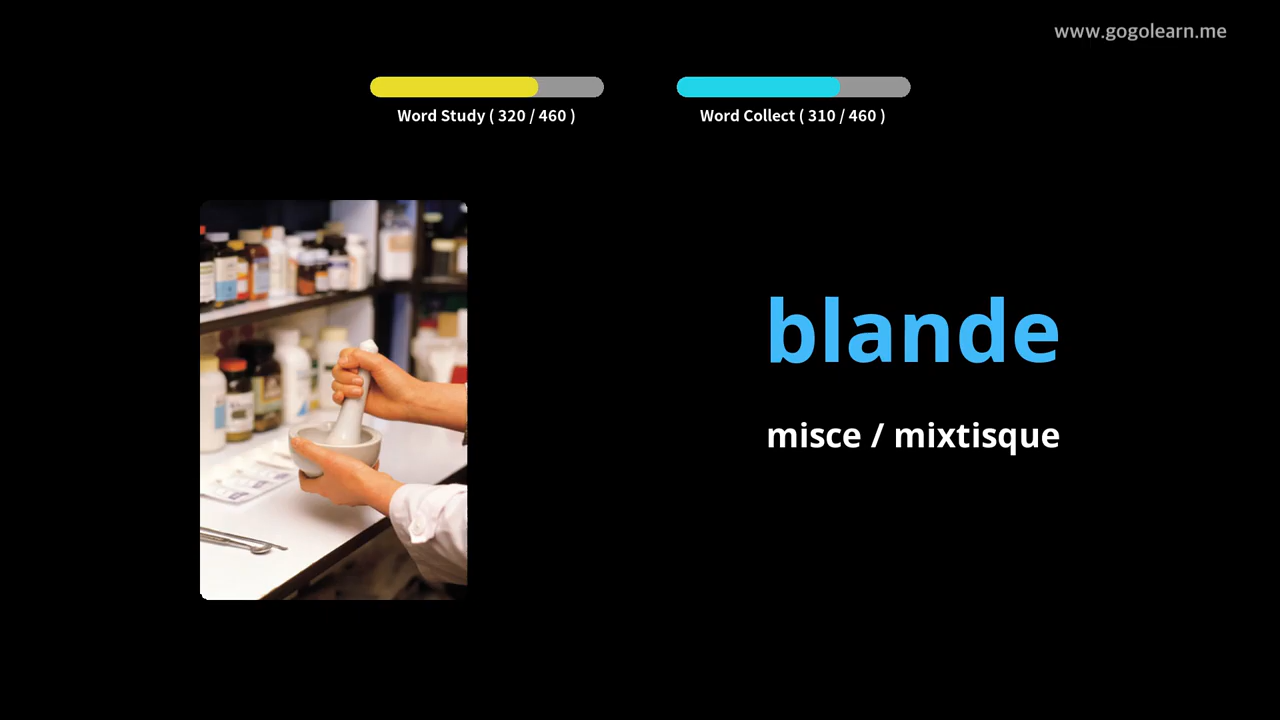 www.gogolearn.me
Word Study ( 320 / 460 )
Word Collect ( 310 / 460 )
blande
misce / mixtisque